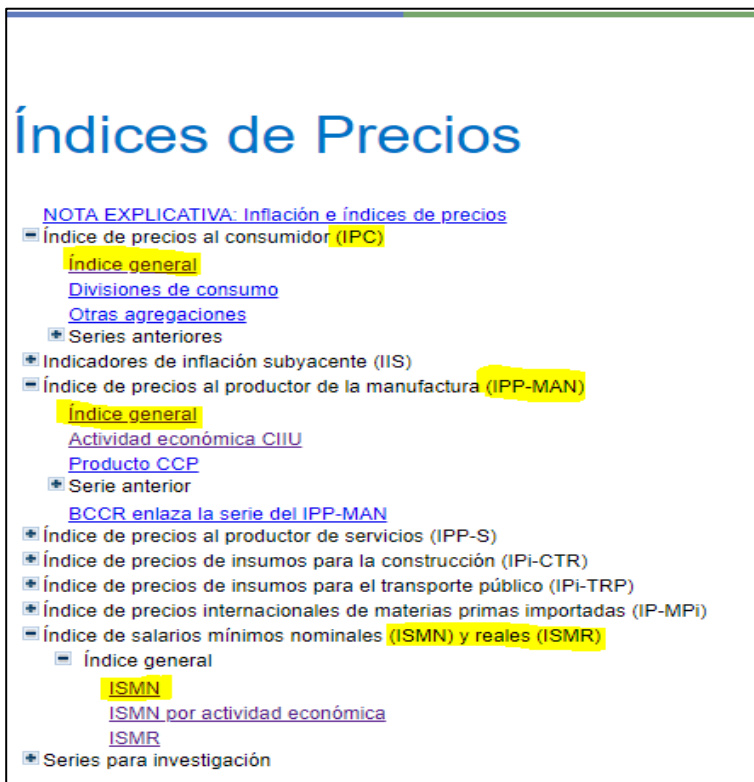 Índices de Precios
NOTA EXPLICATIVA: Inflación e índices de precios
Índice de precios al consumidor (IPC)
Índice general
Divisiones de consumo
Otras agregaciones
Series anteriores
Indicadores de inflación subyacente (IIS)
Índice de precios al productor de la manufactura (IPP-MAN)
Índice general
Actividad económica CIIU
Producto CCP
Serie anterior
BCCR enlaza la serie del IPP-MAN
Índice de precios al productor de servicios (IPP-S)
Índice de precios de insumos para la construcción (IPi-CTR)
Índice de precios de insumos para el transporte público (IPi-TRP)
Índice de precios internacionales de materias primas importadas (IP-MPi)
Índice de salarios mínimos nominales (ISMN) y reales (ISMR)
Índice general
ISMN
ISMN por actividad económica
ISMR
Series para investigación